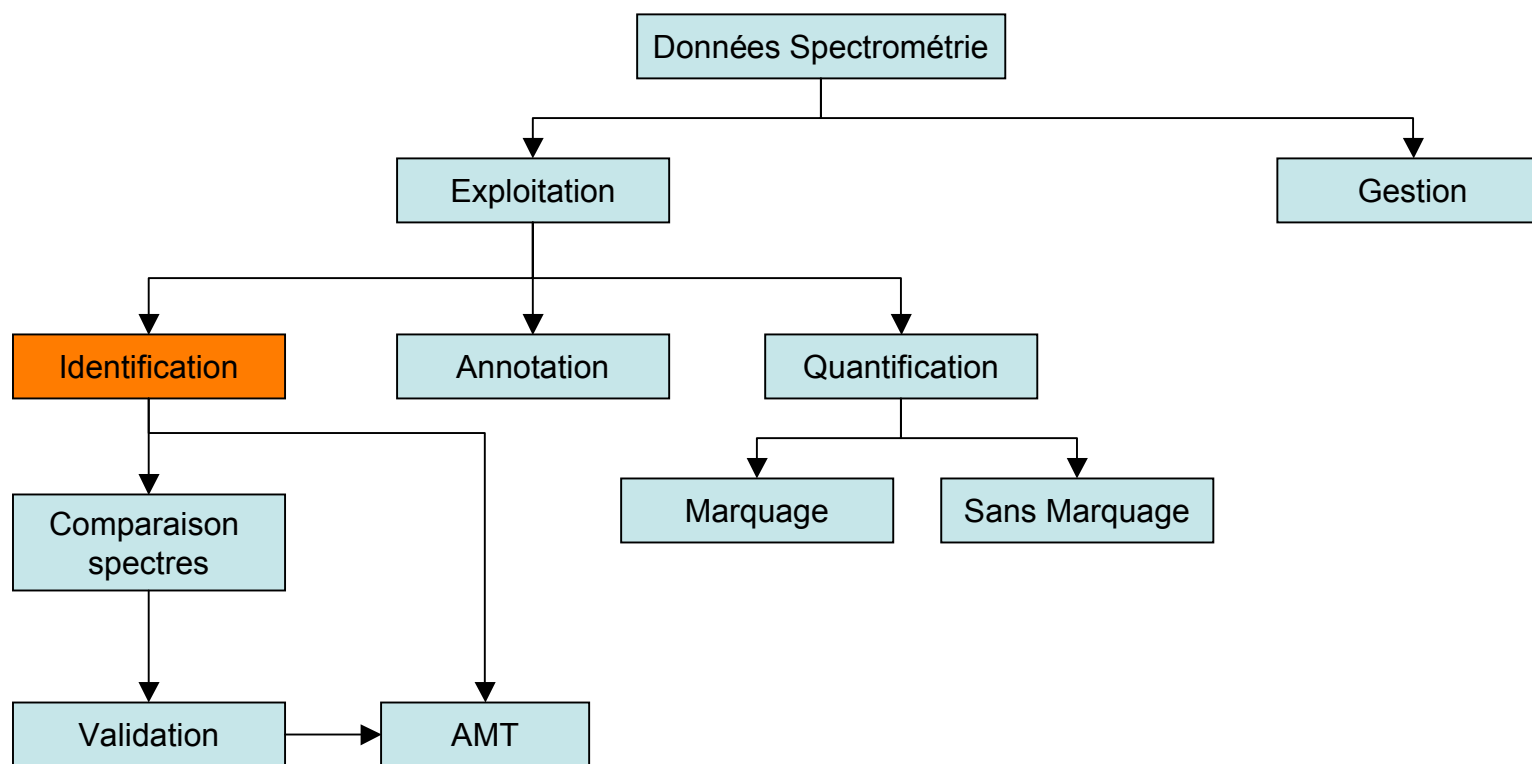 Données Spectrométrie
Exploitation
Gestion
Identification
Annotation
Quantification
Marquage
Sans Marquage
Comparaison
spectres
Validation
AMT